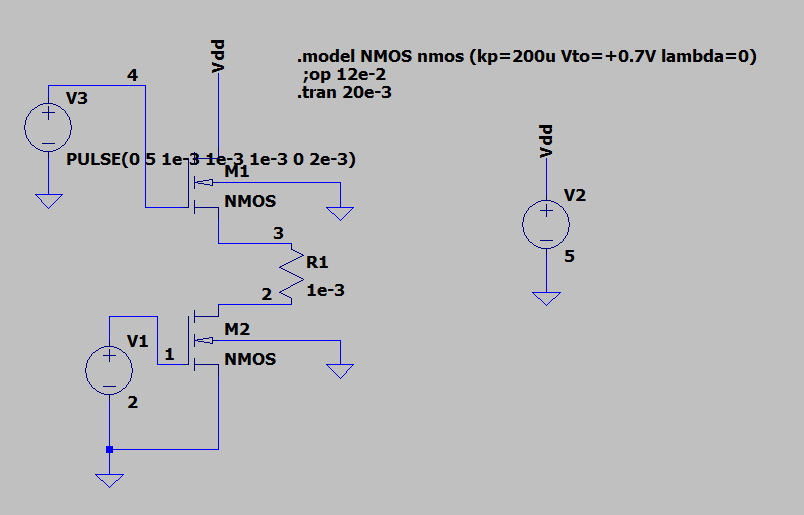 Vdd
.model NMOS nmos (kp=200u Vto=+0.7V lambda=0)
;op 12e-2
.tran 20e-3
4
V3
+
−
PULSE(0 5 1e-3 1e-3 1e-3 0 2e-3)
M1
NMOS
Vdd
V2
+
−
5
3
R1
1e-3
2
M2
NMOS
V1
+
−
1
2